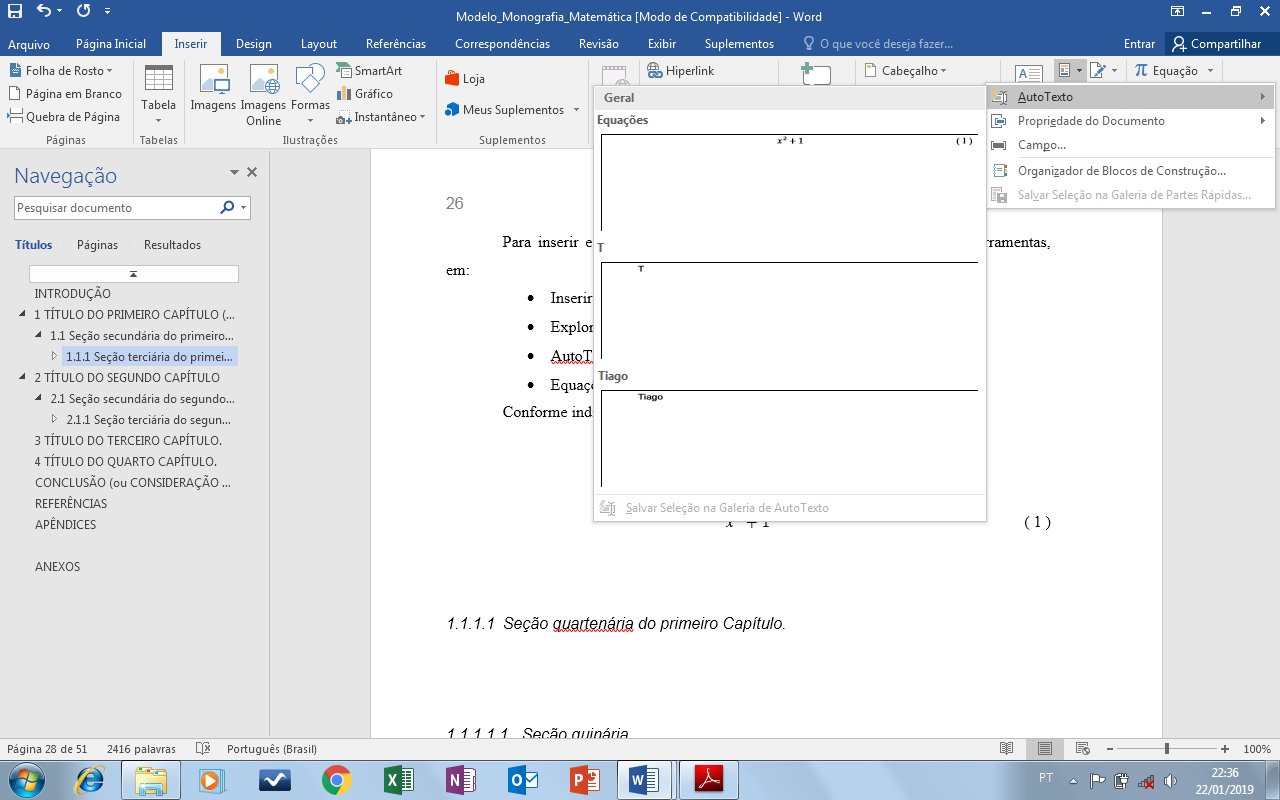 Modelo_Monografia_Matemática [Modo de Compatibilidade] - Word
Arquivo Página Inicial Inserir Design Layout Referências Correspondências Revisão Exibir Suplementos O que você deseja fazer... Entrar Compartilhar
Folha de Rosto
Página em Branco
Quebra de Página
Páginas
Tabela
Tabelas
Imagens
Imagens Online
Formas
SmartArt
Gráfico
Instantâneo
Ilustrações
Loja
Meus Suplementos
Suplementos
Hiperlink
Cabeçalho
Equação
AutoTexto
Propriedade do Documento
Campo...
Organizador de Blocos de Construção...
Salvar Seleção na Galeria de Partes Rápidas...
Geral
Equações
x² + 1 (1)
T
T
Tiago
Tiago
Salvar Seleção na Galeria de AutoTexto
Navegação
Pesquisar documento
Títulos Páginas Resultados
INTRODUÇÃO
1 TÍTULO DO PRIMEIRO CAPÍTULO (...
1.1 Seção secundária do primeiro...
1.1.1 Seção terciária do primei...
2 TÍTULO DO SEGUNDO CAPÍTULO
2.1 Seção secundária do segundo...
2.1.1 Seção terciária do segun...
3 TÍTULO DO TERCEIRO CAPÍTULO.
4 TÍTULO DO QUARTO CAPÍTULO.
CONCLUSÃO (ou CONSIDERAÇÃO ...
REFERÊNCIAS
APÊNDICES
ANEXOS
26
Para inserir e rramentas,
em:
• Inserir
• Explor
• AutoT
• Equaç
Conforme ind
x + 1 ( 1 )
1.1.1.1 Seção quartenária do primeiro Capítulo.
1.1.1.1.1 Seção quinária
Página 28 de 51 2416 palavras Português (Brasil) 100%
PT 22:36
22/01/2019